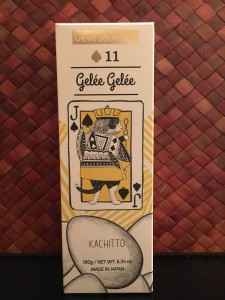 ♠ 11
Gelée Gelée
J
♠
♠
J
KACHITTO
180g / NET WT. 6.34 oz.
MADE IN JAPAN